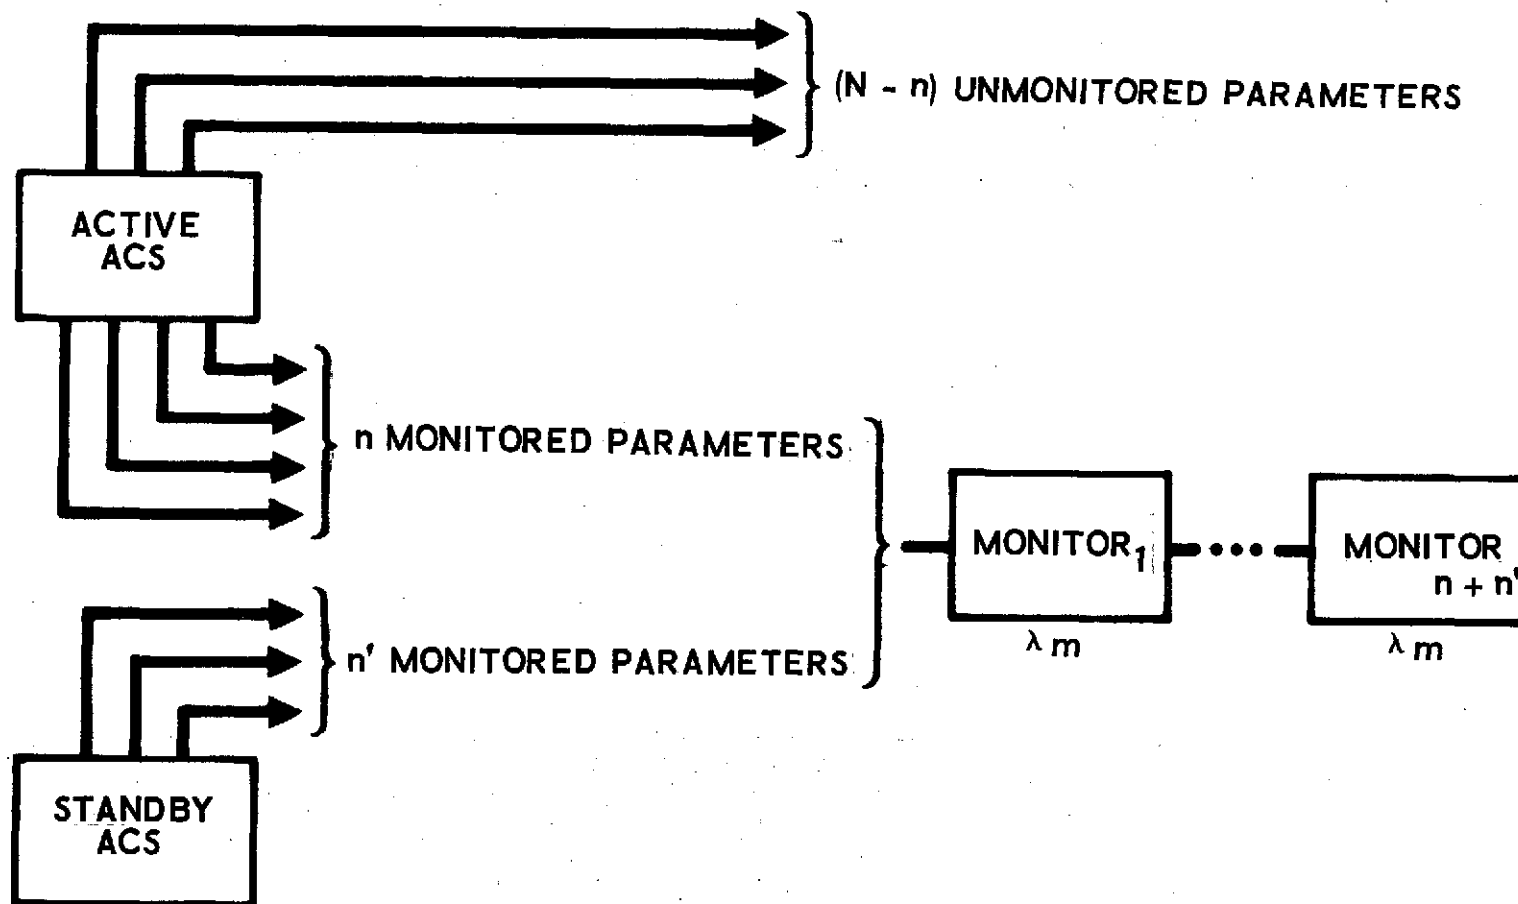 (N - n) UNMONITORED PARAMETERS
ACTIVE
ACS
n MONITORED PARAMETERS
MONITOR1
MONITOR
n + n'
λm
λm
n' MONITORED PARAMETERS
STANDBY
ACS